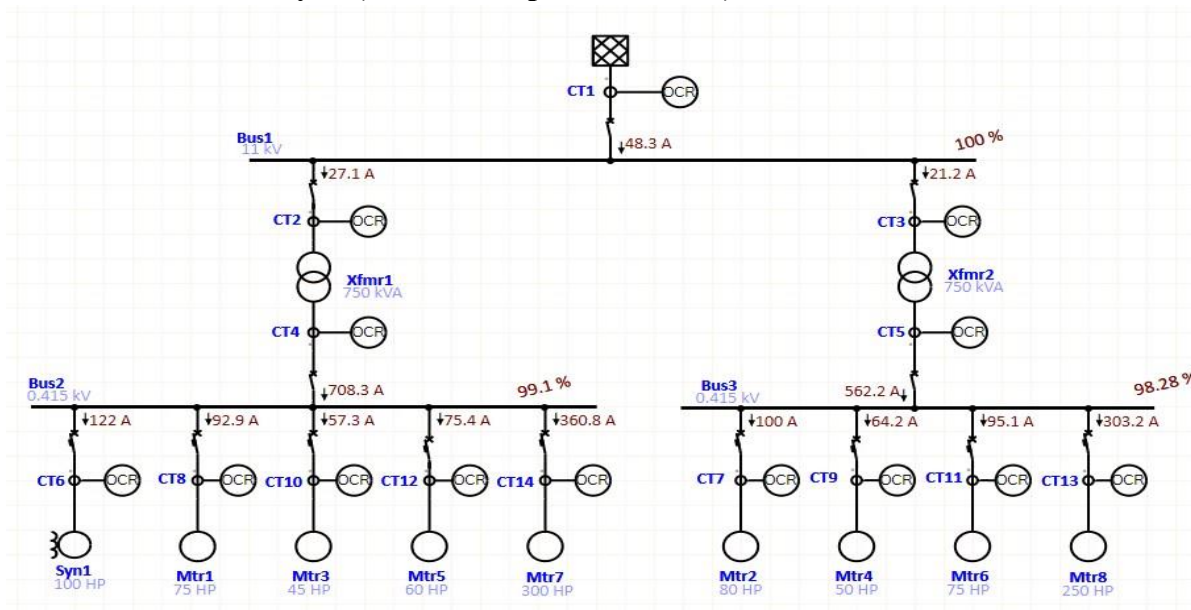 CT1
OCR
Bus1
11 kV
48.3 A
100 %
27.1 A
21.2 A
CT2
OCR
CT3
OCR
Xfmr1
750 kVA
Xfmr2
750 kVA
CT4
OCR
CT5
OCR
Bus2
0.415 kV
708.3 A
99.1 %
Bus3
0.415 kV
562.2 A
98.28 %
122 A
92.9 A
57.3 A
75.4 A
360.8 A
100 A
64.2 A
95.1 A
303.2 A
CT6
OCR
CT8
OCR
CT10
OCR
CT12
OCR
CT14
OCR
CT7
OCR
CT9
OCR
CT11
OCR
CT13
OCR
Syn1
100 HP
Mtr1
75 HP
Mtr3
45 HP
Mtr5
60 HP
Mtr7
300 HP
Mtr2
80 HP
Mtr4
50 HP
Mtr6
75 HP
Mtr8
250 HP